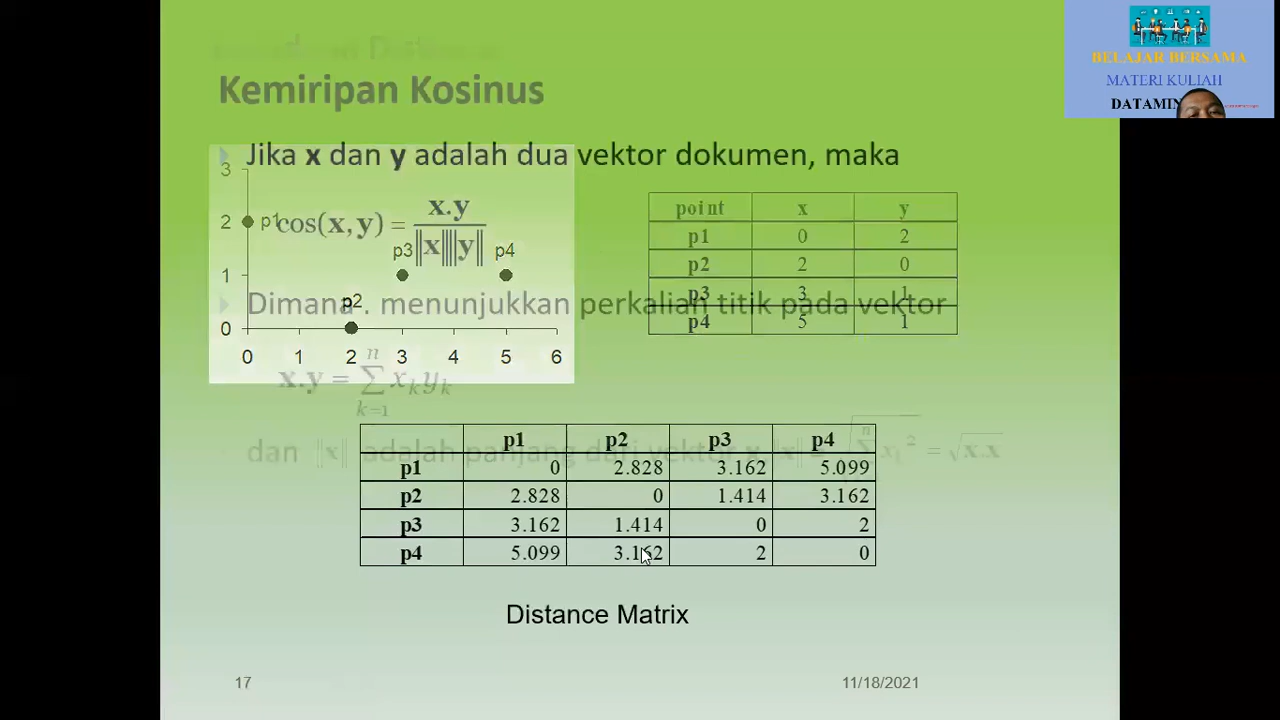 BELAJAR BERSAMA
MATERI KULIAH
Kemiripan Kosinus
Jika x dan y adalah dua vektor dokumen, maka
cos(x,y) = x.y / ‖x‖‖y‖
3
2
1
0
0 1 2 3 4 5 6
p1
p2
p3
p4
point x y
p1 0 2
p2 2 0
p3 3 1
p4 5 1
Dimana . menunjukkan perkalian titik pada vektor
x.y = ∑ n k=1 xₖyₖ
dan ‖x‖ adalah panjang dari vektor x
= √x.x
p1 p2 p3 p4
p1 0 2.828 3.162 5.099
p2 2.828 0 1.414 3.162
p3 3.162 1.414 0 2
p4 5.099 3.162 2 0
Distance Matrix
17
11/18/2021